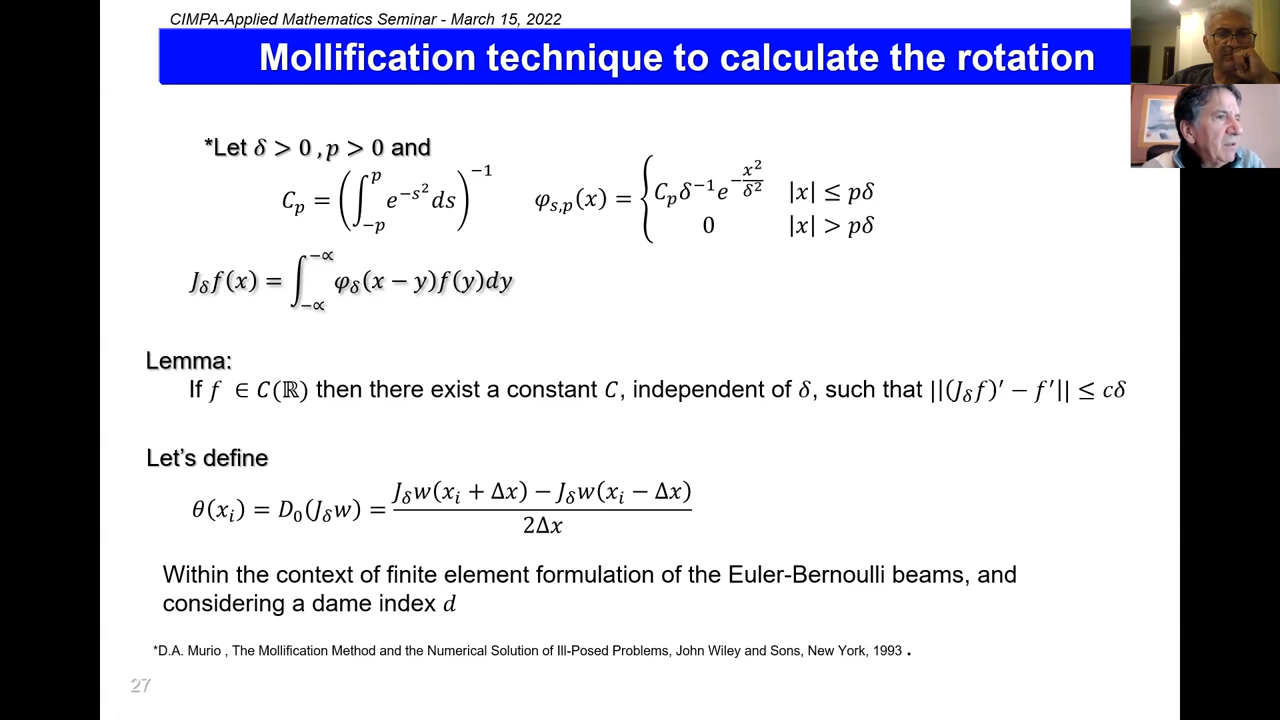 CIMPA-Applied Mathematics Seminar - March 15, 2022
Mollification technique to calculate the rotation
*Let δ > 0 , p > 0 and
C_p = (∫_{−p}^{p} e^{−s^2} ds)^{−1}    φ_{s,p}(x) = { C_p δ^{−1} e^{−x^2/δ^2}  |x| ≤ pδ
0  |x| > pδ
J_δ f(x) = ∫_{−∝}^{−∝} φ_δ(x − y)f(y)dy
Lemma:
If f ∈ C(ℝ) then there exist a constant C, independent of δ, such that ||(J_δ f)′ − f′|| ≤ cδ
Let's define
θ(x_i) = D_0(J_δ w) = (J_δ w(x_i + Δx) − J_δ w(x_i − Δx)) / 2Δx
Within the context of finite element formulation of the Euler-Bernoulli beams, and
considering a dame index d
*D.A. Murio , The Mollification Method and the Numerical Solution of Ill-Posed Problems, John Wiley and Sons, New York, 1993 .
27